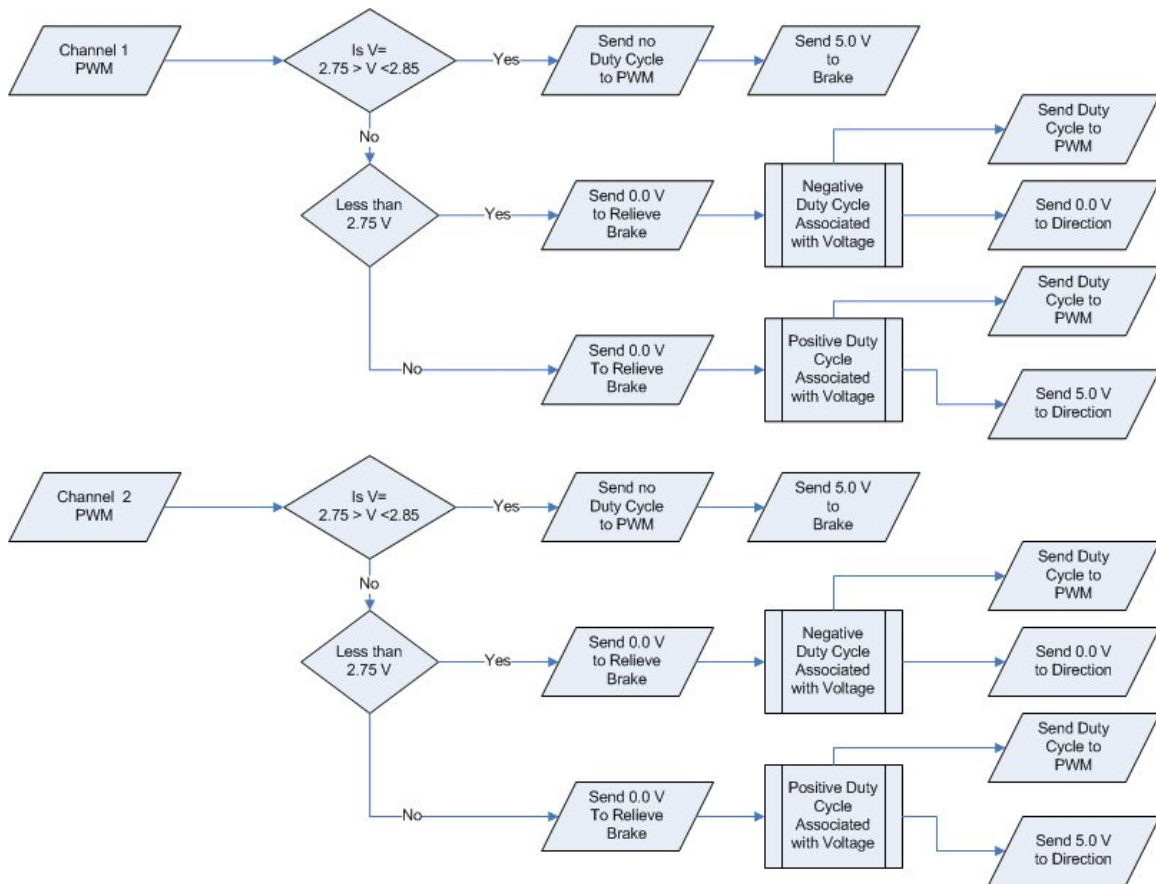 Channel 1
PWM
Is V=
2.75 > V <2.85
Yes
Send no
Duty Cycle
to PWM
Send 5.0 V
to
Brake
No
Less than
2.75 V
Yes
Send 0.0 V
to Relieve
Brake
Negative
Duty Cycle
Associated
with Voltage
Send Duty
Cycle to
PWM
Send 0.0 V
to Direction
No
Send 0.0 V
To Relieve
Brake
Positive Duty
Cycle
Associated
with Voltage
Send Duty
Cycle to
PWM
Send 5.0 V
to Direction
Channel 2
PWM
Is V=
2.75 > V <2.85
Yes
Send no
Duty Cycle
to PWM
Send 5.0 V
to
Brake
No
Less than
2.75 V
Yes
Send 0.0 V
to Relieve
Brake
Negative
Duty Cycle
Associated
with Voltage
Send Duty
Cycle to
PWM
Send 0.0 V
to Direction
No
Send 0.0 V
To Relieve
Brake
Positive Duty
Cycle
Associated
with Voltage
Send Duty
Cycle to
PWM
Send 5.0 V
to Direction